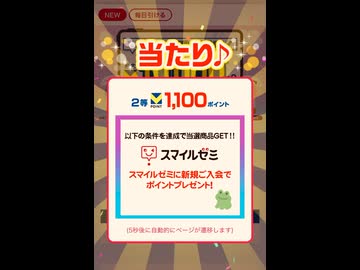 NEW 毎日引ける
当たり♪
2等 V POINT 1,100ポイント
以下の条件を達成で当選商品GET!!
スマイルゼミ
スマイルゼミに新規ご入会で
ポイントプレゼント!
(5秒後に自動的にページが遷移します)